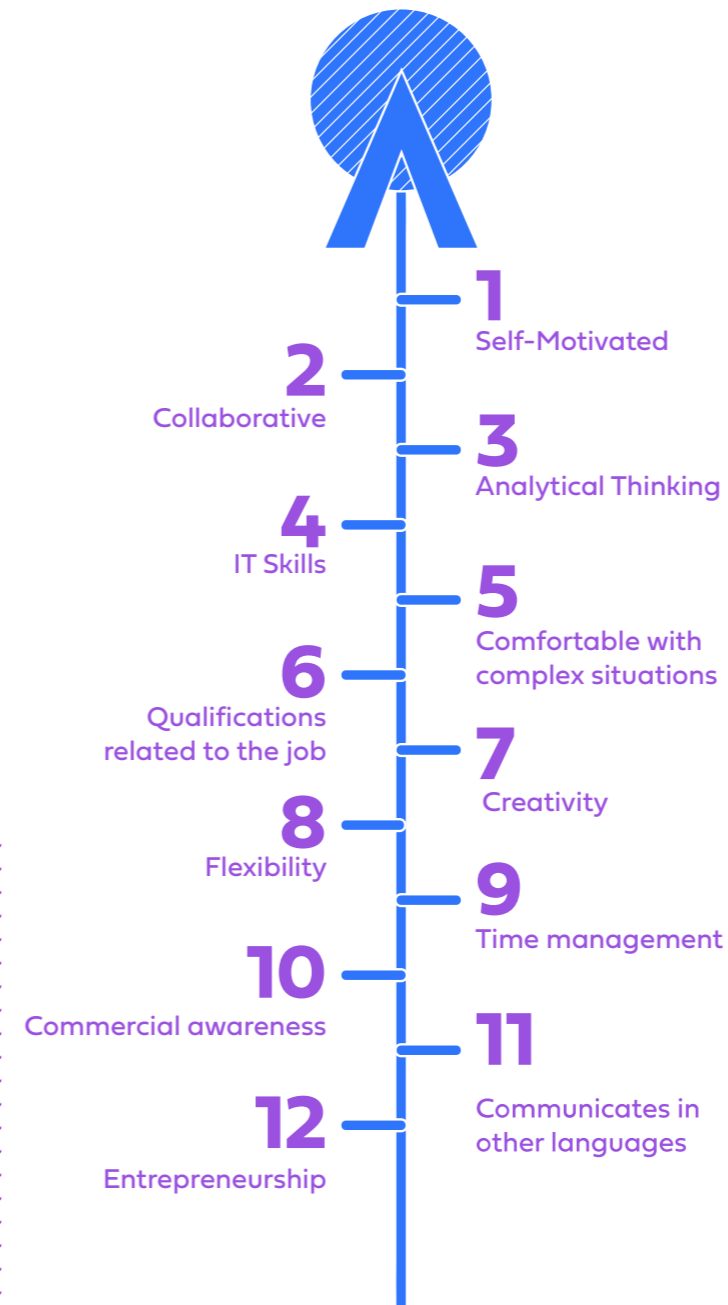 1
Self-Motivated
2
Collaborative
3
Analytical Thinking
4
IT Skills
5
Comfortable with
complex situations
6
Qualifications
related to the job
7
Creativity
8
Flexibility
9
Time management
10
Commercial awareness
11
Communicates in
other languages
12
Entrepreneurship